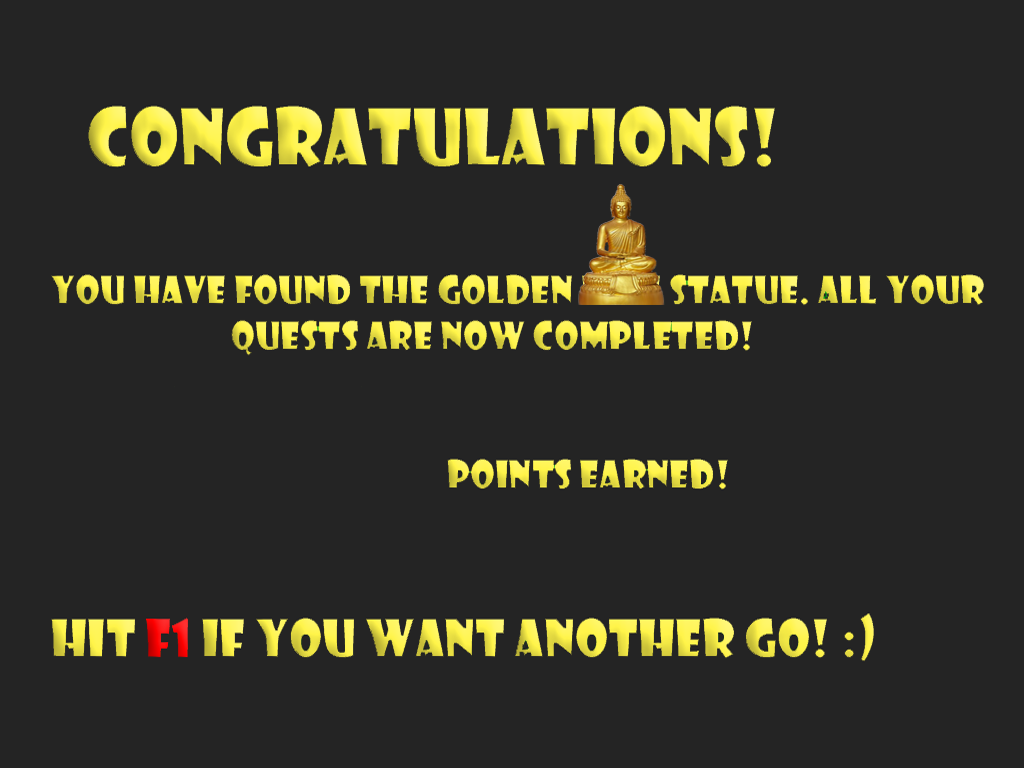 CONGRATULATIONS!
YOU HAVE FOUND THE GOLDEN STATUE. ALL YOUR
QUESTS ARE NOW COMPLETED!
POINTS EARNED!
HIT F1 IF YOU WANT ANOTHER GO! :)